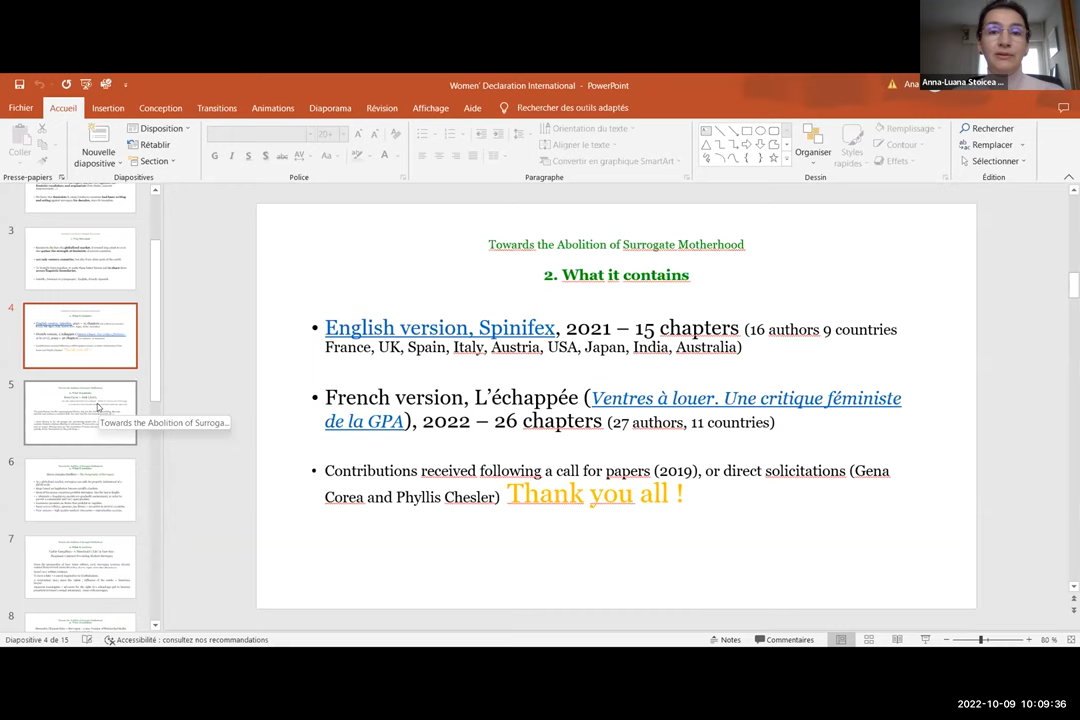 Anna-Luana Stoicea ...
Women' Declaration International - PowerPoint
Ana
Fichier Accueil Insertion Conception Transitions Animations Diaporama Révision Affichage Aide Rechercher des outils adaptés
Coller
Nouvelle diapositive
Disposition
Rétablir
Section
20+
G I S S abc AV Aa A
Orientation du texte
Aligner le texte
Convertir en graphique SmartArt
Organiser
Styles rapides
Remplissage
Contour
Effets
Rechercher
Remplacer
Sélectionner
Presse-papiers Diapositives Police Paragraphe Dessin Édition
3
4
5
Towards the Abolition of Surroga...
6
7
8
Towards the Abolition of Surrogate Motherhood
2. What it contains
• English version, Spinifex, 2021 – 15 chapters (16 authors 9 countries
France, UK, Spain, Italy, Austria, USA, Japan, India, Australia)
• French version, L'échappée (Ventres à louer. Une critique féministe
de la GPA), 2022 – 26 chapters (27 authors, 11 countries)
• Contributions received following a call for papers (2019), or direct solicitations (Gena
Corea and Phyllis Chesler) Thank you all !
Diapositive 4 de 15 Accessibilité : consultez nos recommandations Notes Commentaires 80 %
2022-10-09 10:09:36